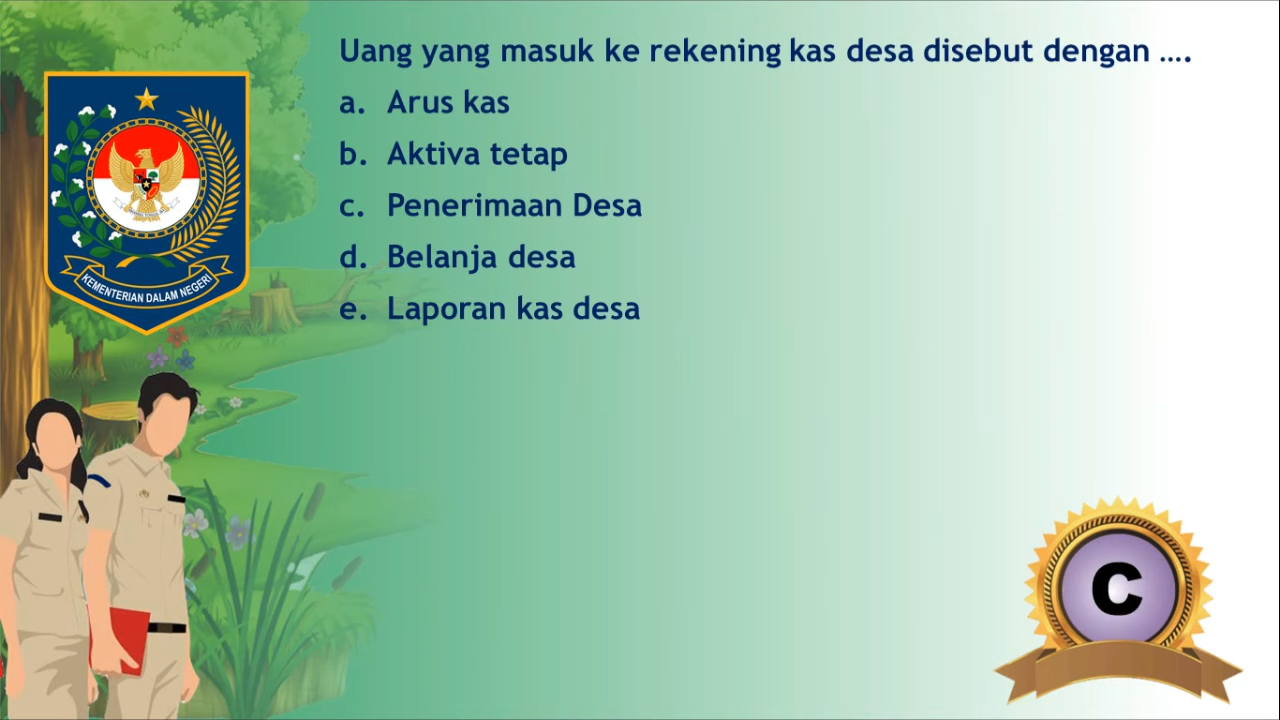 Uang yang masuk ke rekening kas desa disebut dengan ....
a. Arus kas
b. Aktiva tetap
c. Penerimaan Desa
d. Belanja desa
e. Laporan kas desa
KEMENTERIAN DALAM NEGERI
C